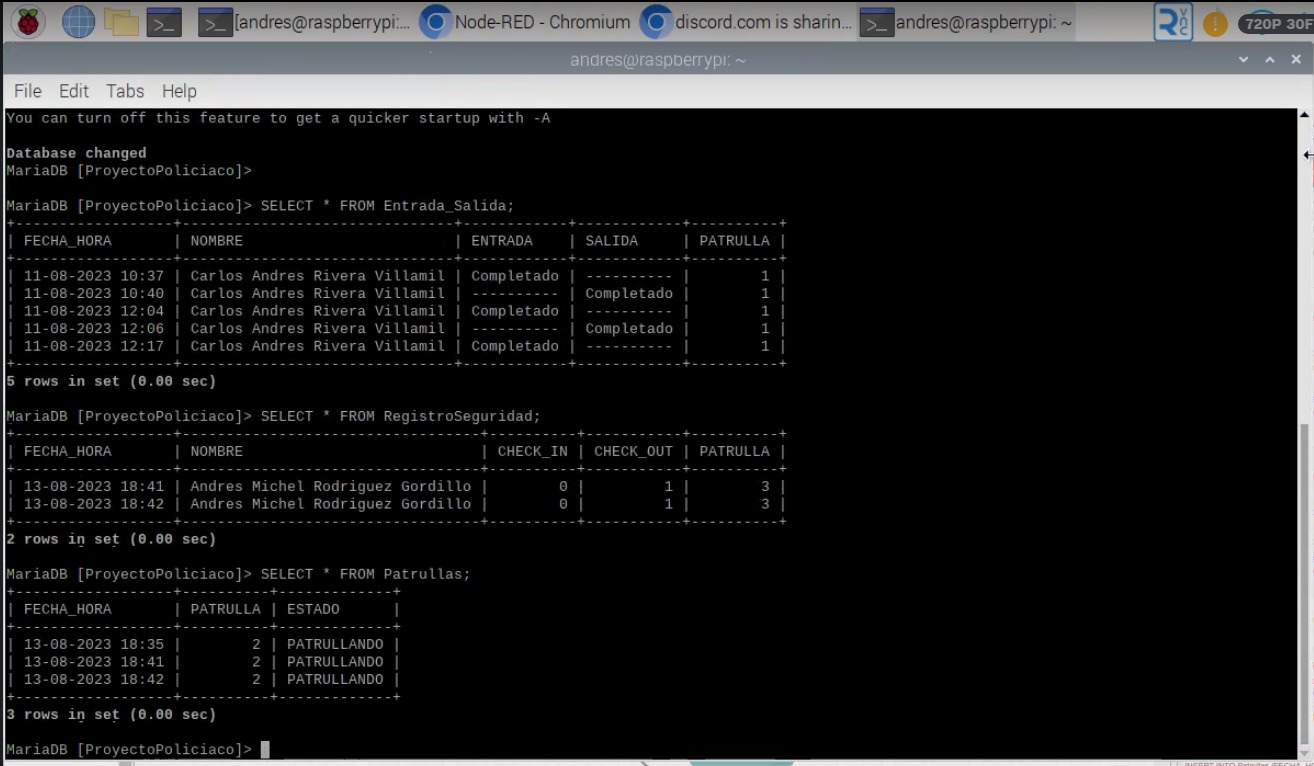 [andres@raspberrypi:... Node-RED - Chromium discord.com is sharin... andres@raspberrypi: ~ 720P 30F
andres@raspberrypi: ~
File Edit Tabs Help
You can turn off this feature to get a quicker startup with -A
Database changed
MariaDB [ProyectoPoliciaco]>
MariaDB [ProyectoPoliciaco]> SELECT * FROM Entrada_Salida;
+------------------+--------------------------------+------------+------------+----------+
| FECHA_HORA | NOMBRE | ENTRADA | SALIDA | PATRULLA |
+------------------+--------------------------------+------------+------------+----------+
| 11-08-2023 10:37 | Carlos Andres Rivera Villamil | Completado | ---------- | 1 |
| 11-08-2023 10:40 | Carlos Andres Rivera Villamil | ---------- | Completado | 1 |
| 11-08-2023 12:04 | Carlos Andres Rivera Villamil | Completado | ---------- | 1 |
| 11-08-2023 12:06 | Carlos Andres Rivera Villamil | ---------- | Completado | 1 |
| 11-08-2023 12:17 | Carlos Andres Rivera Villamil | Completado | ---------- | 1 |
+------------------+--------------------------------+------------+------------+----------+
5 rows in set (0.00 sec)
MariaDB [ProyectoPoliciaco]> SELECT * FROM RegistroSeguridad;
+------------------+----------------------------------+----------+-----------+----------+
| FECHA_HORA | NOMBRE | CHECK_IN | CHECK_OUT | PATRULLA |
+------------------+----------------------------------+----------+-----------+----------+
| 13-08-2023 18:41 | Andres Michel Rodriguez Gordillo | 0 | 1 | 3 |
| 13-08-2023 18:42 | Andres Michel Rodriguez Gordillo | 0 | 1 | 3 |
+------------------+----------------------------------+----------+-----------+----------+
2 rows in set (0.00 sec)
MariaDB [ProyectoPoliciaco]> SELECT * FROM Patrullas;
+------------------+----------+------------+
| FECHA_HORA | PATRULLA | ESTADO |
+------------------+----------+------------+
| 13-08-2023 18:35 | 2 | PATRULLANDO |
| 13-08-2023 18:41 | 2 | PATRULLANDO |
| 13-08-2023 18:42 | 2 | PATRULLANDO |
+------------------+----------+------------+
3 rows in set (0.00 sec)
MariaDB [ProyectoPoliciaco]>